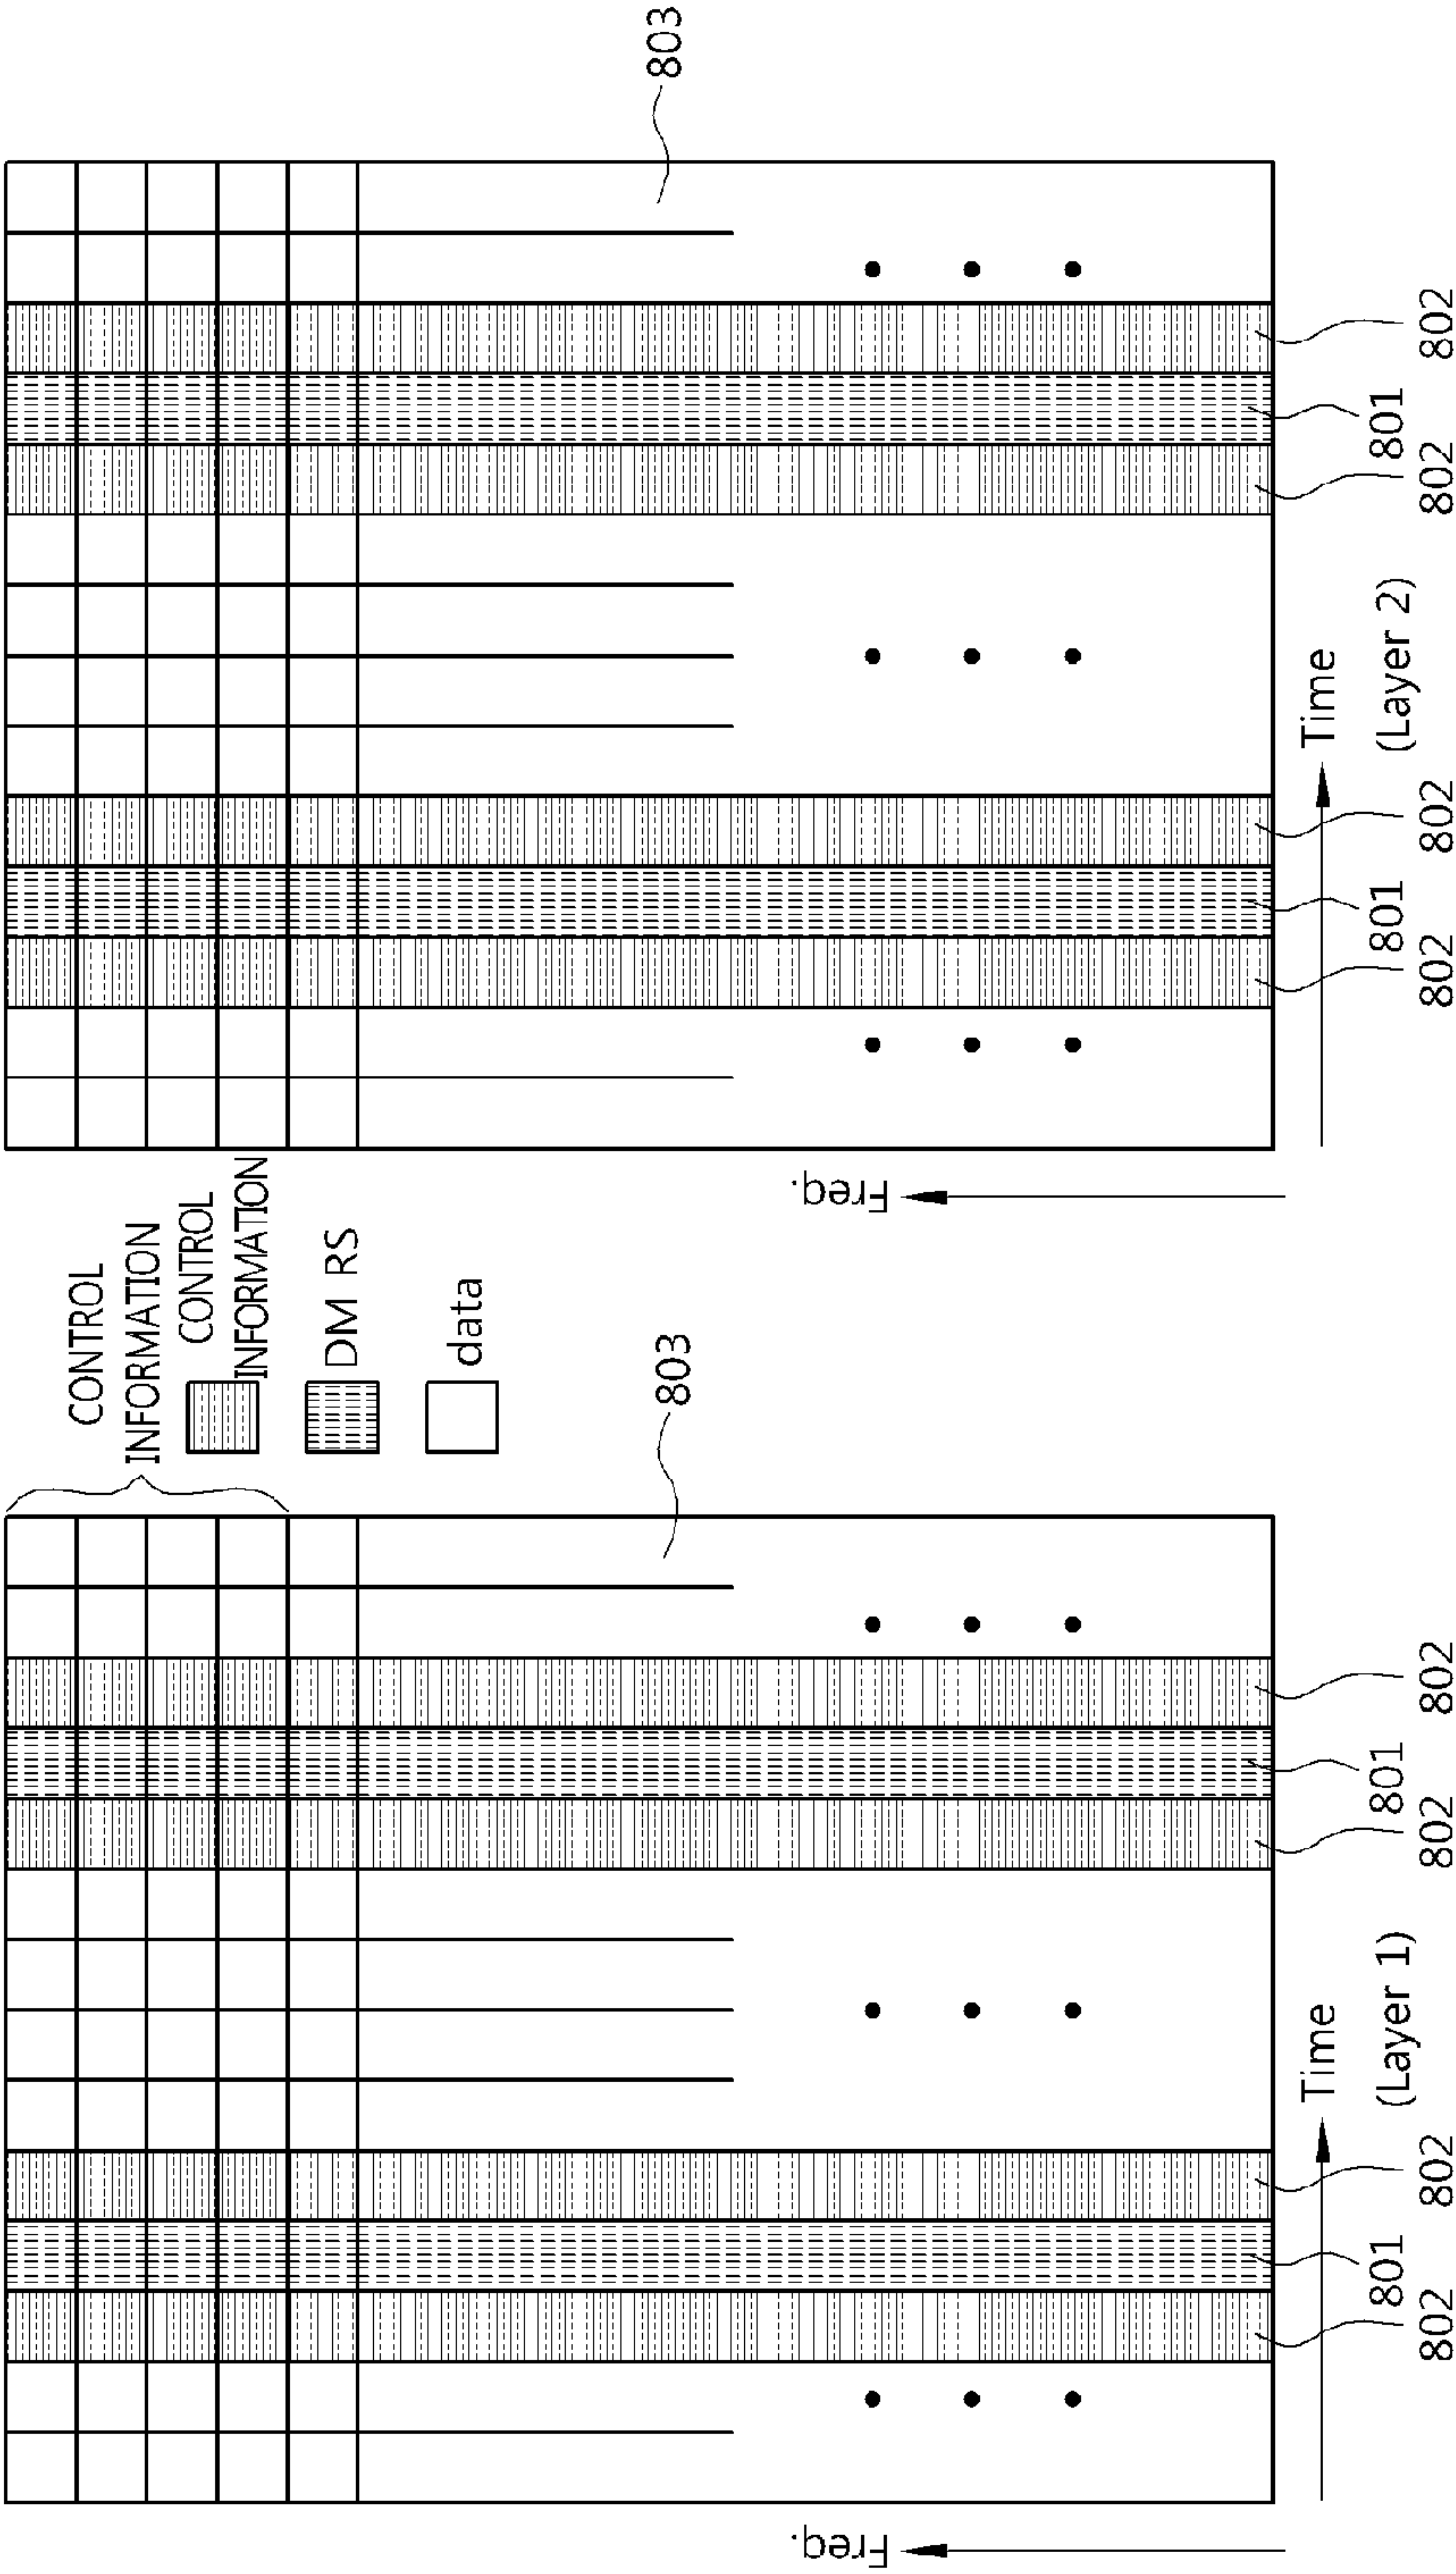 CONTROL
INFORMATION
CONTROL
INFORMATION
DM RS
data
803
803
Freq.
Freq.
802
801
802
802
801
802
802
801
802
802
801
802
Time
Time
(Layer 1)
(Layer 2)